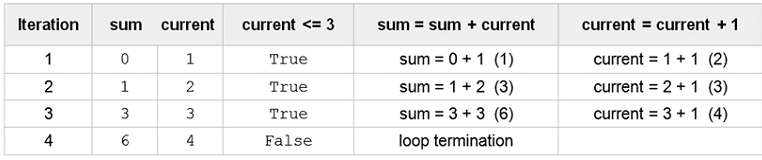 Iteration sum current current <= 3 sum = sum + current current = current + 1
1 0 1 True sum = 0 + 1 (1) current = 1 + 1 (2)
2 1 2 True sum = 1 + 2 (3) current = 2 + 1 (3)
3 3 3 True sum = 3 + 3 (6) current = 3 + 1 (4)
4 6 4 False loop termination